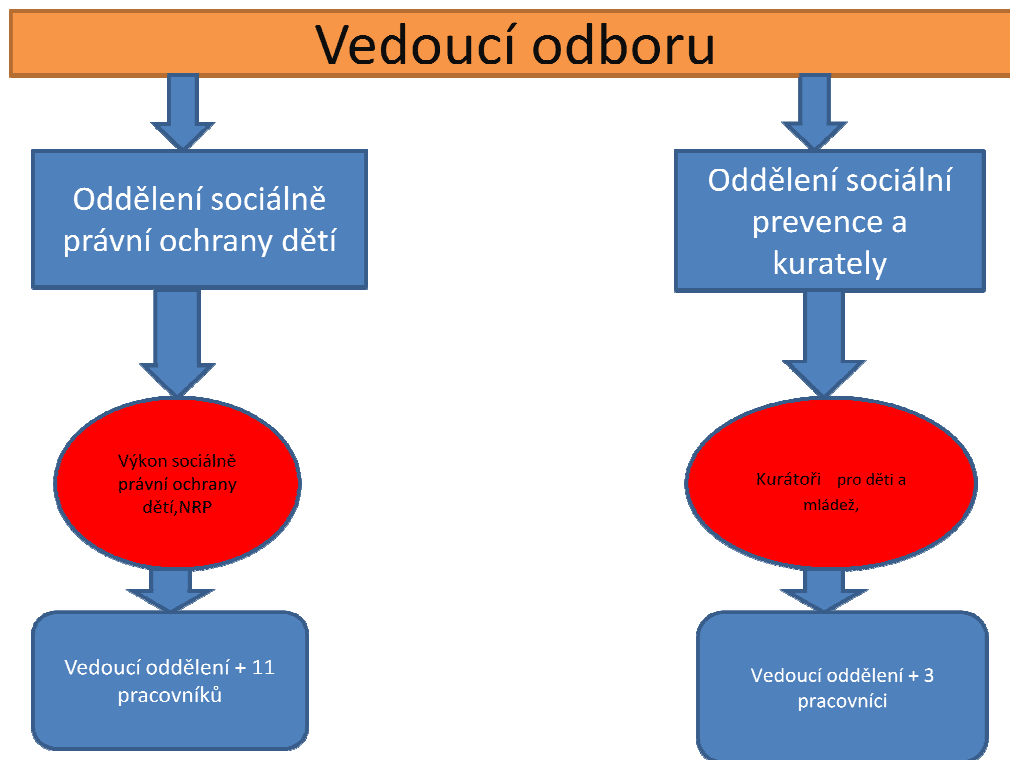 Vedoucí odboru
Oddělení sociálně
právní ochrany dětí
Oddělení sociální
prevence a
kurately
Výkon sociálně
právní ochrany
dětí,NRP
Kurátoři pro děti a
mládež,
Vedoucí oddělení + 11
pracovníků
Vedoucí oddělení + 3
pracovníci